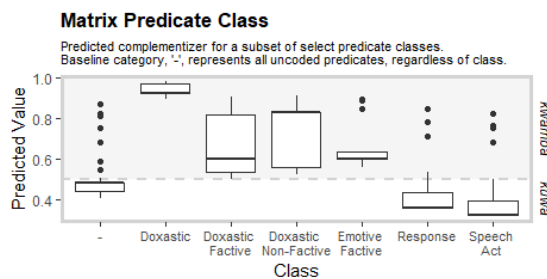 Matrix Predicate Class
Predicted complementizer for a subset of select predicate classes.
Baseline category, '-', represents all uncoded predicates, regardless of class.
Predicted Value
1.0
0.8
0.6
0.4
Kwamba
Kbwa
- Doxastic Doxastic Doxastic Emotive Response Speech
Factive Non-Factive Factive Act
Class